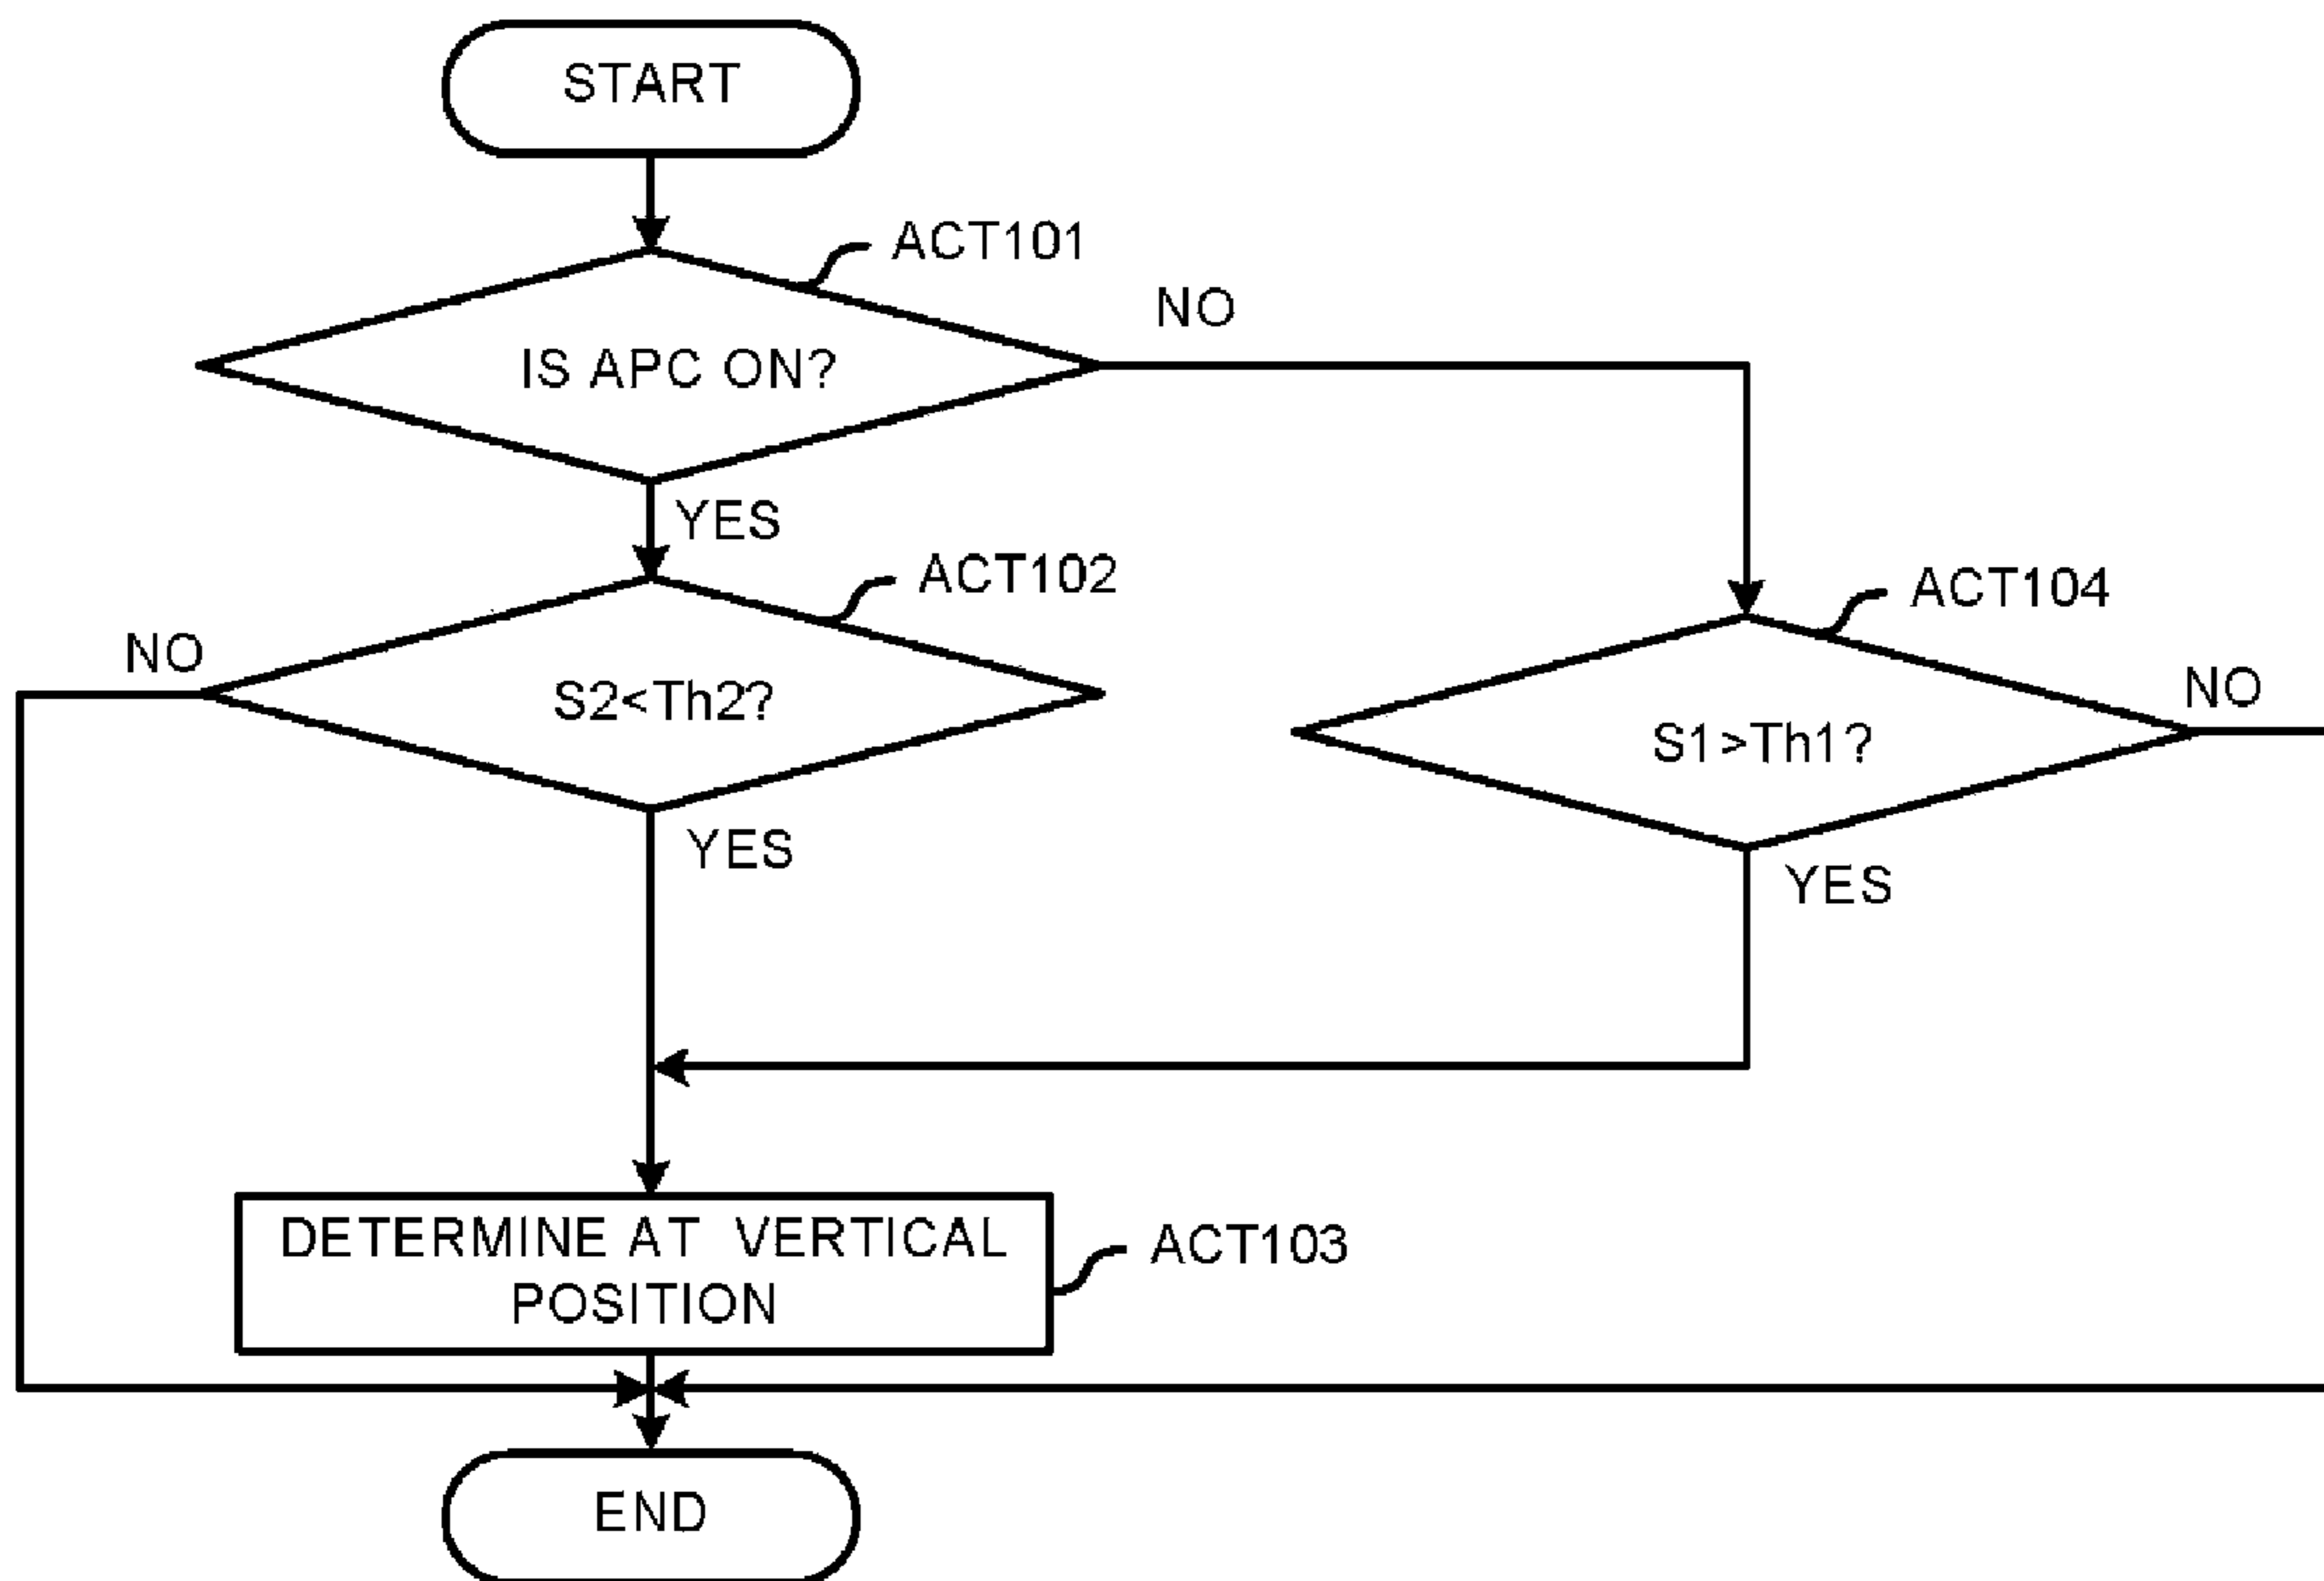 START
ACT101
NO
IS APC ON?
YES
ACT102
ACT104
NO
NO
S2<Th2?
S1>Th1?
YES
YES
DETERMINE AT VERTICAL
POSITION
ACT103
END